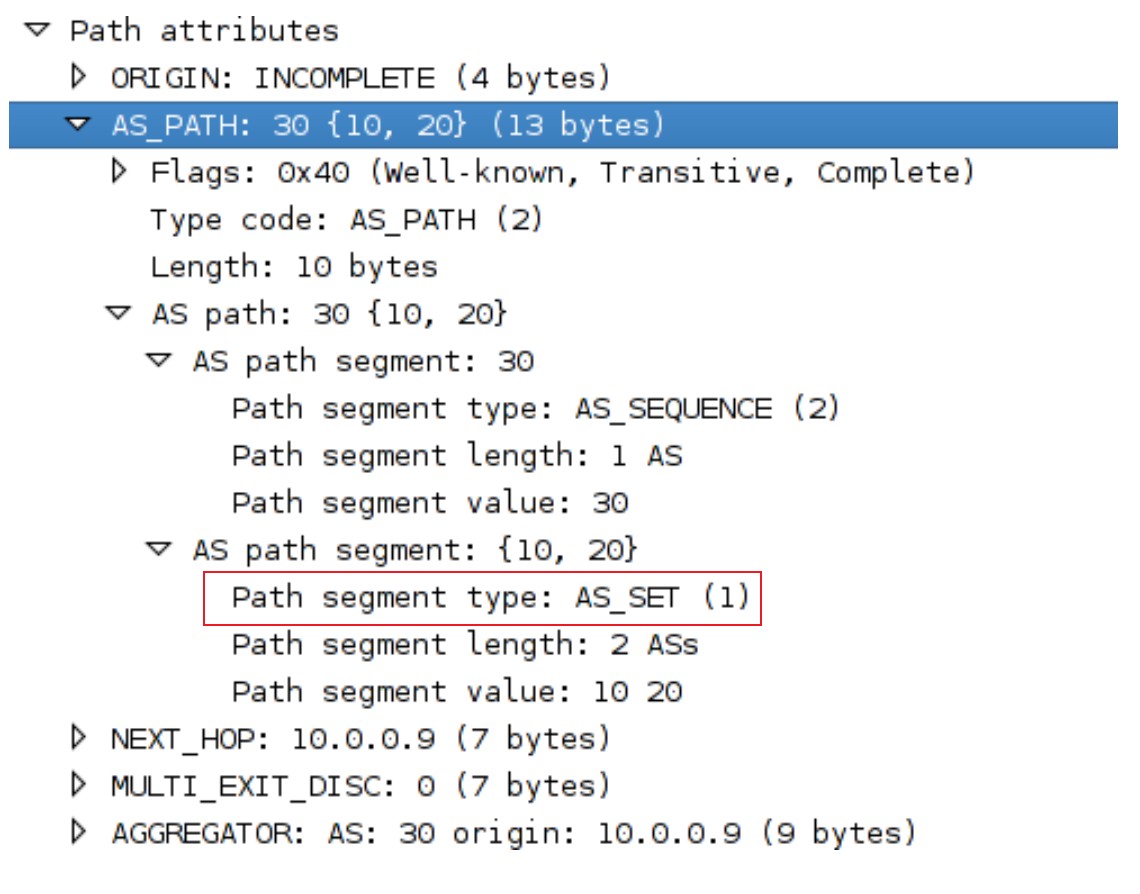 Path attributes
ORIGIN: INCOMPLETE (4 bytes)
AS_PATH: 30 {10, 20} (13 bytes)
Flags: 0x40 (Well-known, Transitive, Complete)
Type code: AS_PATH (2)
Length: 10 bytes
AS path: 30 {10, 20}
AS path segment: 30
Path segment type: AS_SEQUENCE (2)
Path segment length: 1 AS
Path segment value: 30
AS path segment: {10, 20}
Path segment type: AS_SET (1)
Path segment length: 2 ASs
Path segment value: 10 20
NEXT_HOP: 10.0.0.9 (7 bytes)
MULTI_EXIT_DISC: 0 (7 bytes)
AGGREGATOR: AS: 30 origin: 10.0.0.9 (9 bytes)